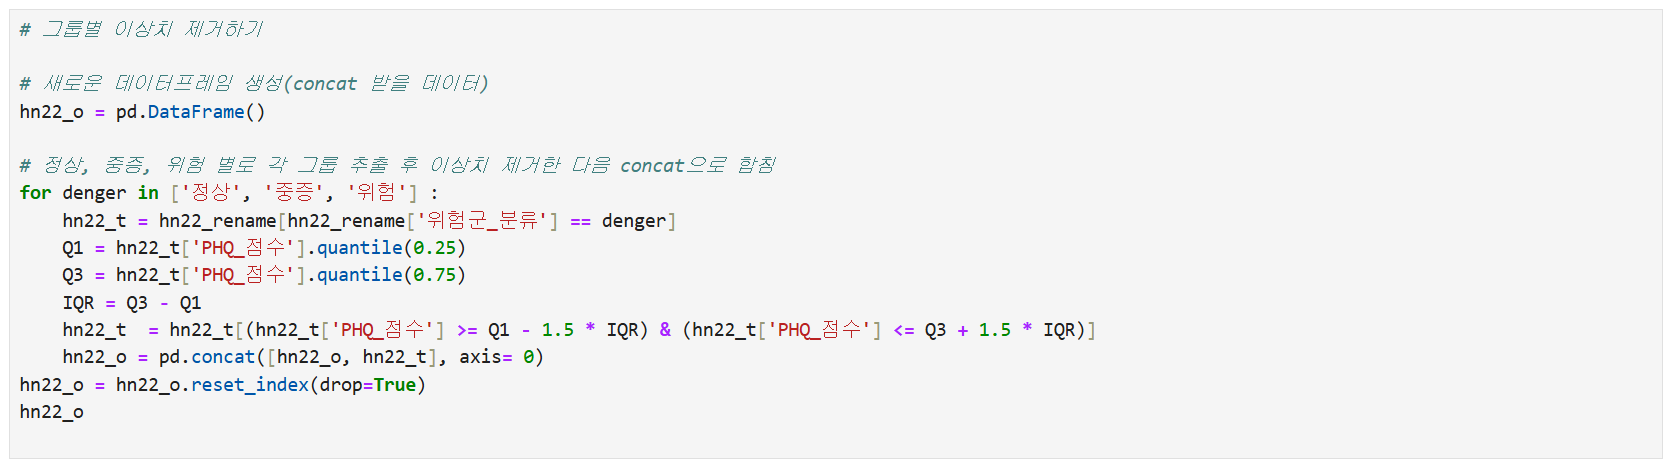 # 그룹별 이상치 제거하기
# 새로운 데이터프레임 생성(concat 받을 데이터)
hn22_o = pd.DataFrame()
# 정상, 중증, 위험 별로 각 그룹 추출 후 이상치 제거한 다음 concat으로 합침
for denger in ['정상', '중증', '위험'] :
    hn22_t = hn22_rename[hn22_rename['위험군_분류'] == denger]
    Q1 = hn22_t['PHQ_점수'].quantile(0.25)
    Q3 = hn22_t['PHQ_점수'].quantile(0.75)
    IQR = Q3 - Q1
    hn22_t  = hn22_t[(hn22_t['PHQ_점수'] >= Q1 - 1.5 * IQR) & (hn22_t['PHQ_점수'] <= Q3 + 1.5 * IQR)]
    hn22_o = pd.concat([hn22_o, hn22_t], axis= 0)
hn22_o = hn22_o.reset_index(drop=True)
hn22_o